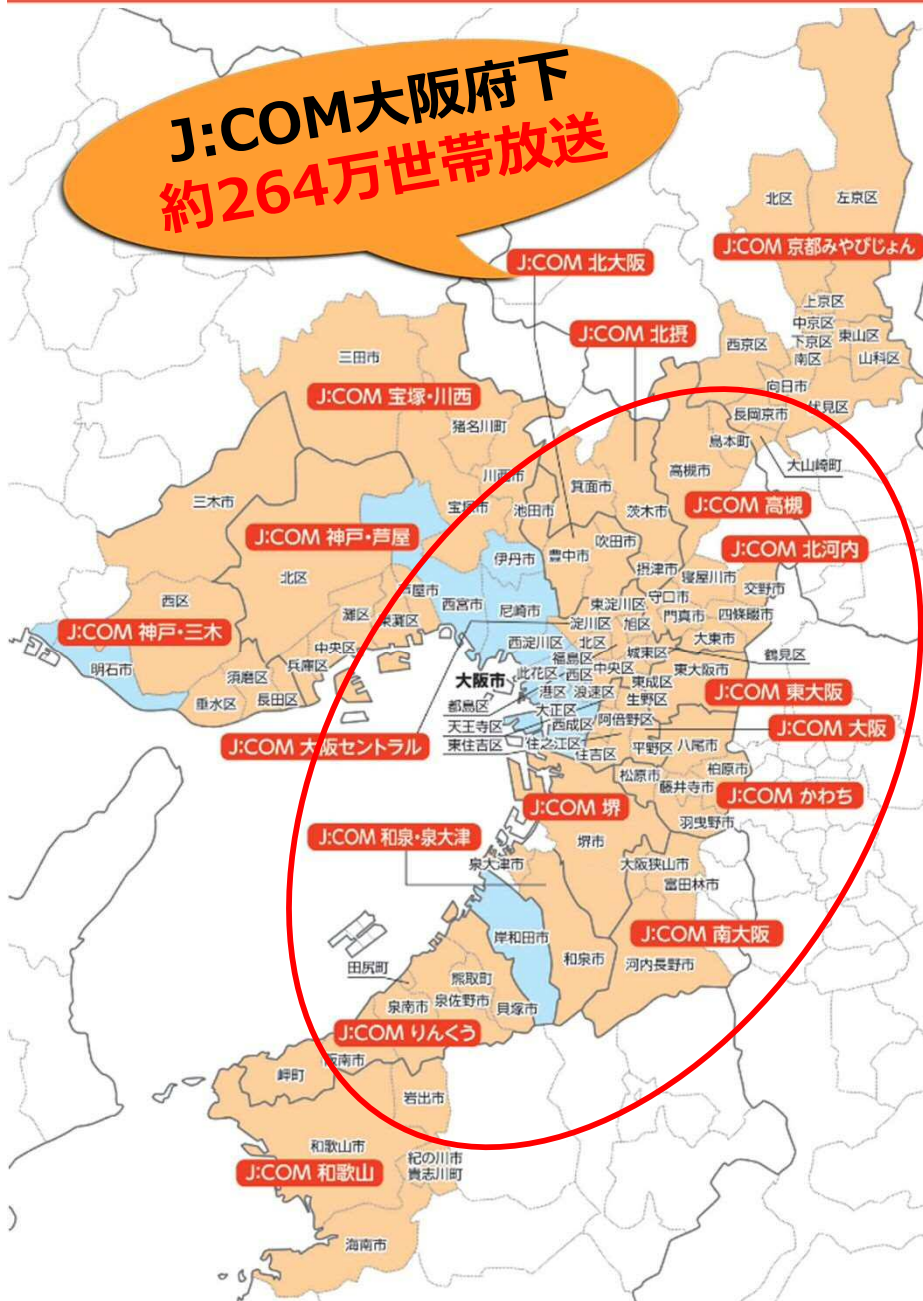 J:COM大阪府下
約264万世帯放送
北区
左京区
J:COM 京都みやびじょん
J:COM 北大阪
上京区
中京区
東山区
下京区
西京区
南区
山科区
J:COM 北摂
三田市
向日市
伏見区
J:COM 宝塚・川西
長岡京市
猪名川町
島本町
大山崎町
高槻市
川西市
箕面市
三木市
宝塚市
池田市
茨木市
J:COM 高槻
J:COM 神戸・芦屋
吹田市
J:COM 北河内
伊丹市
豊中市
摂津市
寝屋川市
北区
芦屋市
交野市
西区
西宮市
尼崎市
東淀川区
守口市
灘区
東灘区
淀川区
旭区
門真市
四條畷市
J:COM 神戸・三木
西淀川区
北区
大東市
中央区
城東区
鶴見区
明石市
兵庫区
福島区
須磨区
此花区
西区
中央区
東大阪市
大阪市
東成区
垂水区
長田区
港区
浪速区
生野区
J:COM 東大阪
都島区
大正区
天王寺区
西成区
阿倍野区
J:COM 大阪
J:COM 大阪セントラル
東住吉区
住之江区
住吉区
平野区
八尾市
松原市
柏原市
藤井寺市
J:COM かわち
J:COM 堺
羽曳野市
J:COM 和泉・泉大津
堺市
泉大津市
大阪狭山市
富田林市
岸和田市
J:COM 南大阪
田尻町
和泉市
河内長野市
熊取町
泉南市
泉佐野市
貝塚市
J:COM りんくう
阪南市
岬町
岩出市
和歌山市
紀の川市
貴志川町
J:COM 和歌山
海南市